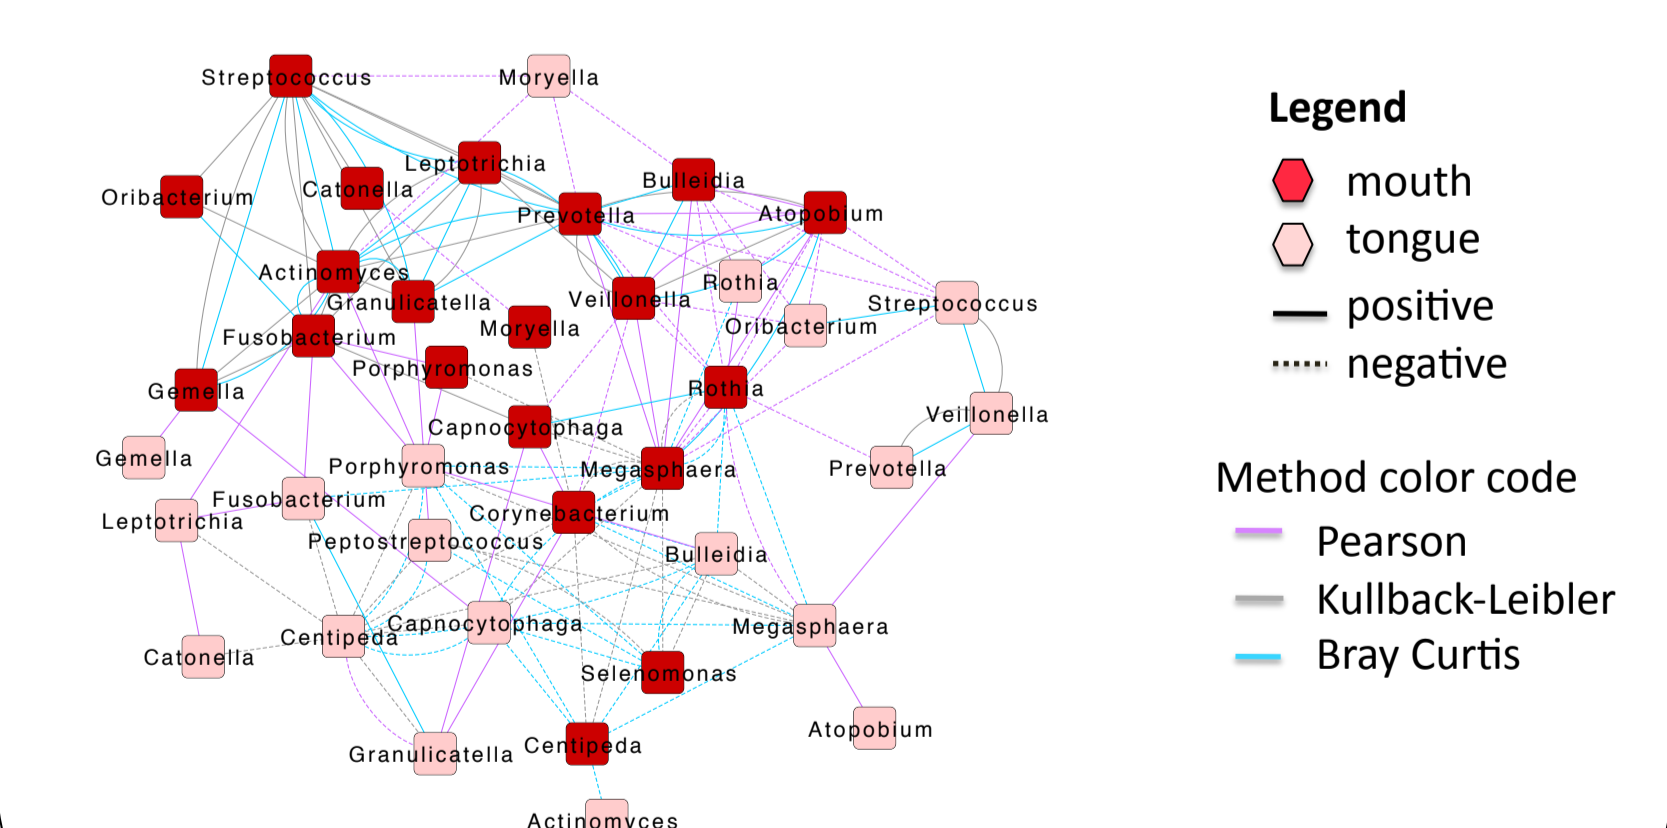 Streptococcus
Moryella
Leptotrichia
Catonella
Oribacterium
Bulleidia
Prevotella
Atopobium
Actinomyces
Granulicatella
Veillonella
Rothia
Streptococcus
Fusobacterium
Moryella
Oribacterium
Porphyromonas
Gemella
Rothia
Capnocytophaga
Veillonella
Gemella
Porphyromonas
Megasphaera
Prevotella
Fusobacterium
Leptotrichia
Corynebacterium
Peptostreptococcus
Bulleidia
Centipeda
Capnocytophaga
Megasphaera
Catonella
Selenomonas
Atopobium
Granulicatella
Centipeda
Actinomyces
Legend
mouth
tongue
positive
negative
Method color code
Pearson
Kullback-Leibler
Bray Curtis